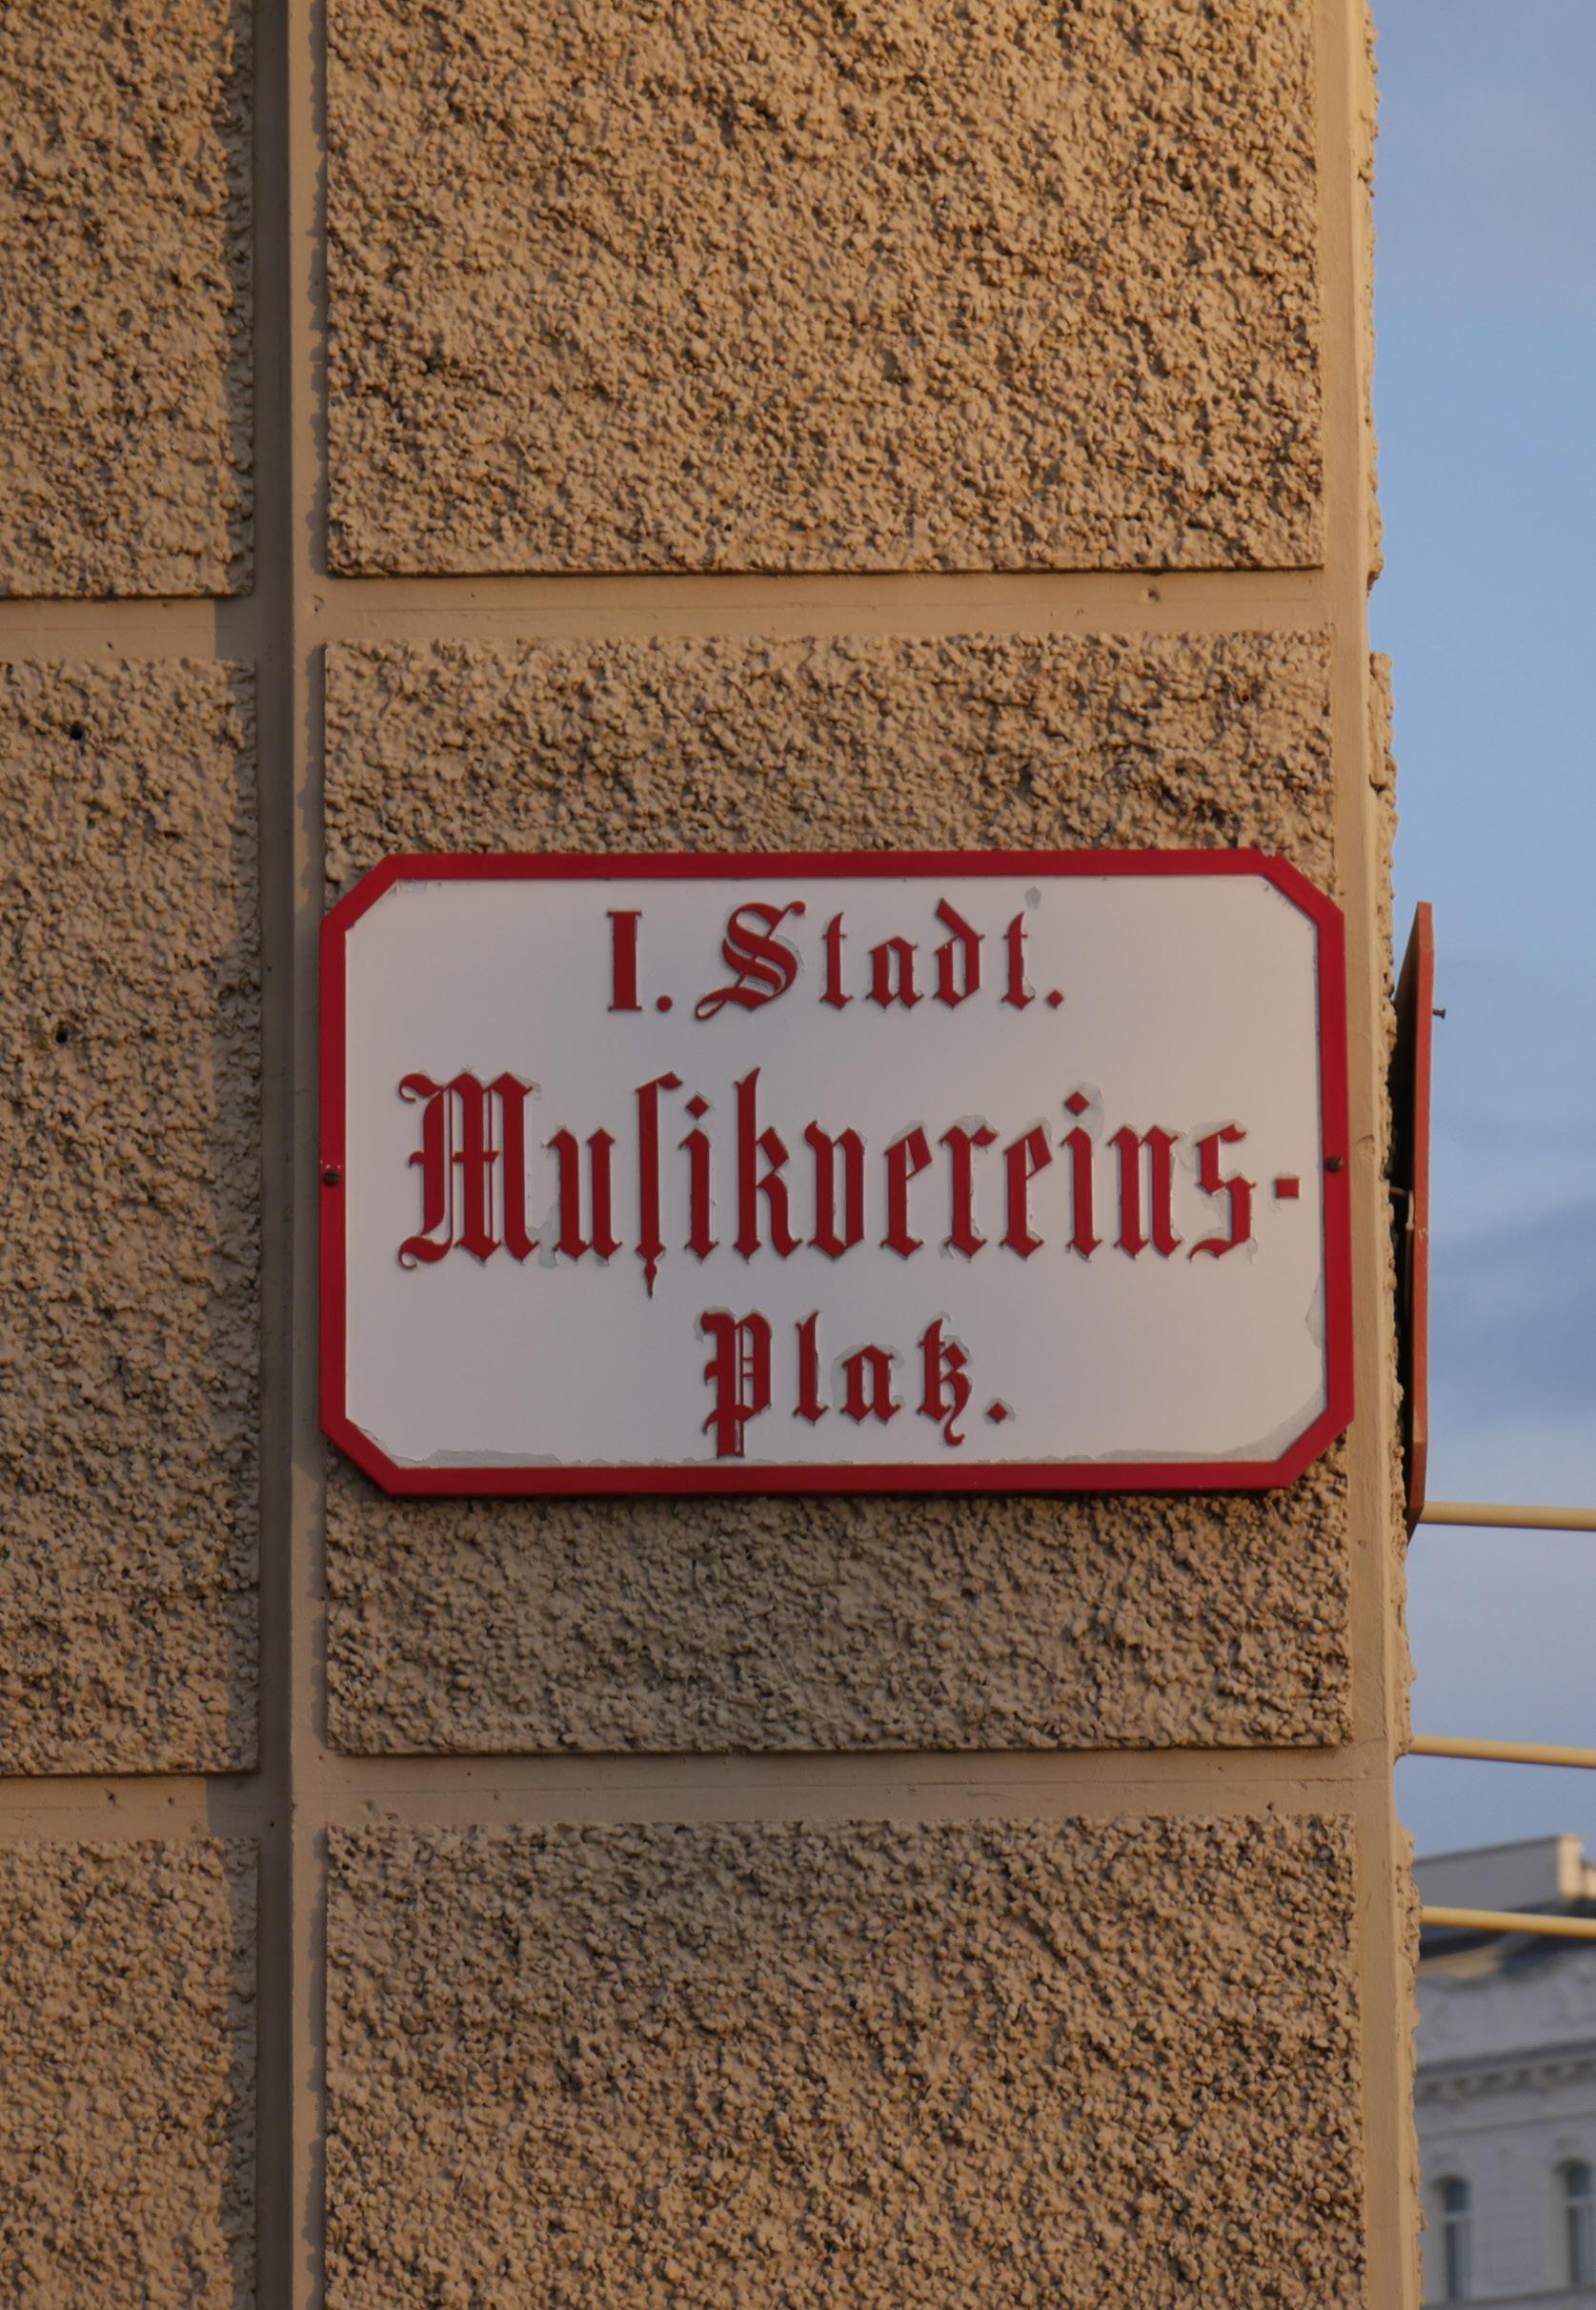 I. Stadt.
Muſikvereins-
Platz.